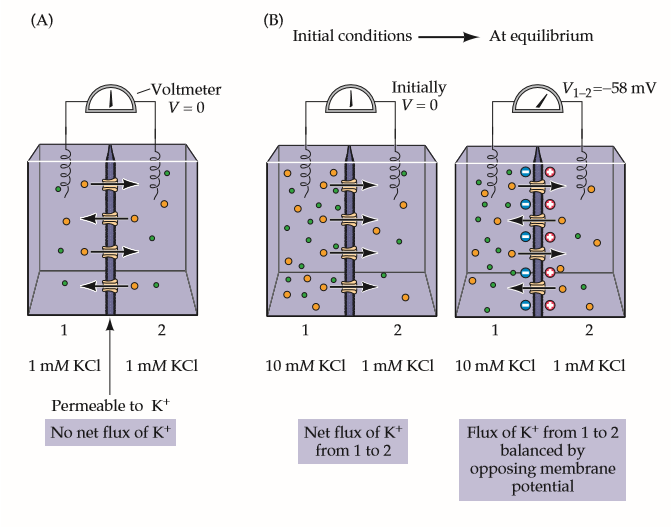 (A)
(B)
Initial conditions
At equilibrium
Voltmeter
V = 0
Initially
V = 0
V1–2=–58 mV
1
2
1
2
1
2
1 mM KCl
1 mM KCl
10 mM KCl
1 mM KCl
10 mM KCl
1 mM KCl
Permeable to K+
No net flux of K+
Net flux of K+
from 1 to 2
Flux of K+ from 1 to 2
balanced by
opposing membrane
potential